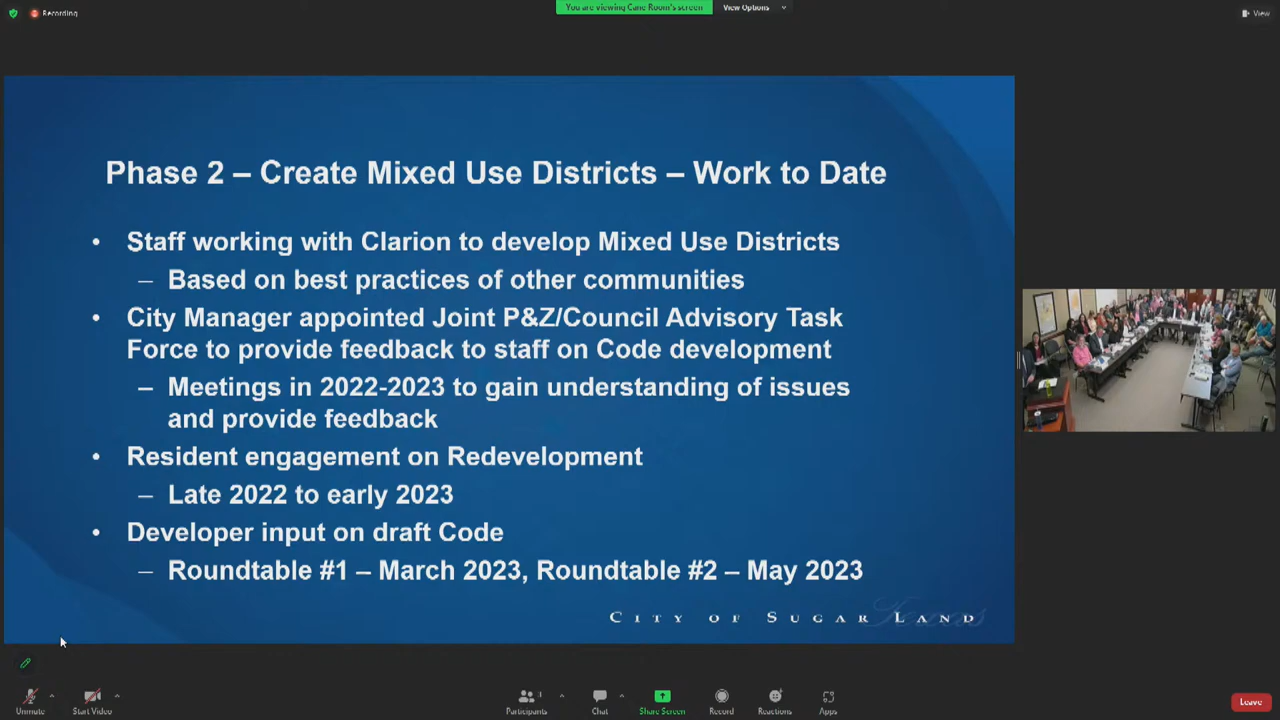 Recording
You are viewing Cane Room's screen
View Options
View
Phase 2 – Create Mixed Use Districts – Work to Date
• Staff working with Clarion to develop Mixed Use Districts
– Based on best practices of other communities
• City Manager appointed Joint P&Z/Council Advisory Task
Force to provide feedback to staff on Code development
– Meetings in 2022-2023 to gain understanding of issues
and provide feedback
• Resident engagement on Redevelopment
– Late 2022 to early 2023
• Developer input on draft Code
– Roundtable #1 – March 2023, Roundtable #2 – May 2023
CITY OF SUGAR LAND
Texas
Unmute
Start Video
Participants
Chat
Share Screen
Record
Reactions
Apps
Leave